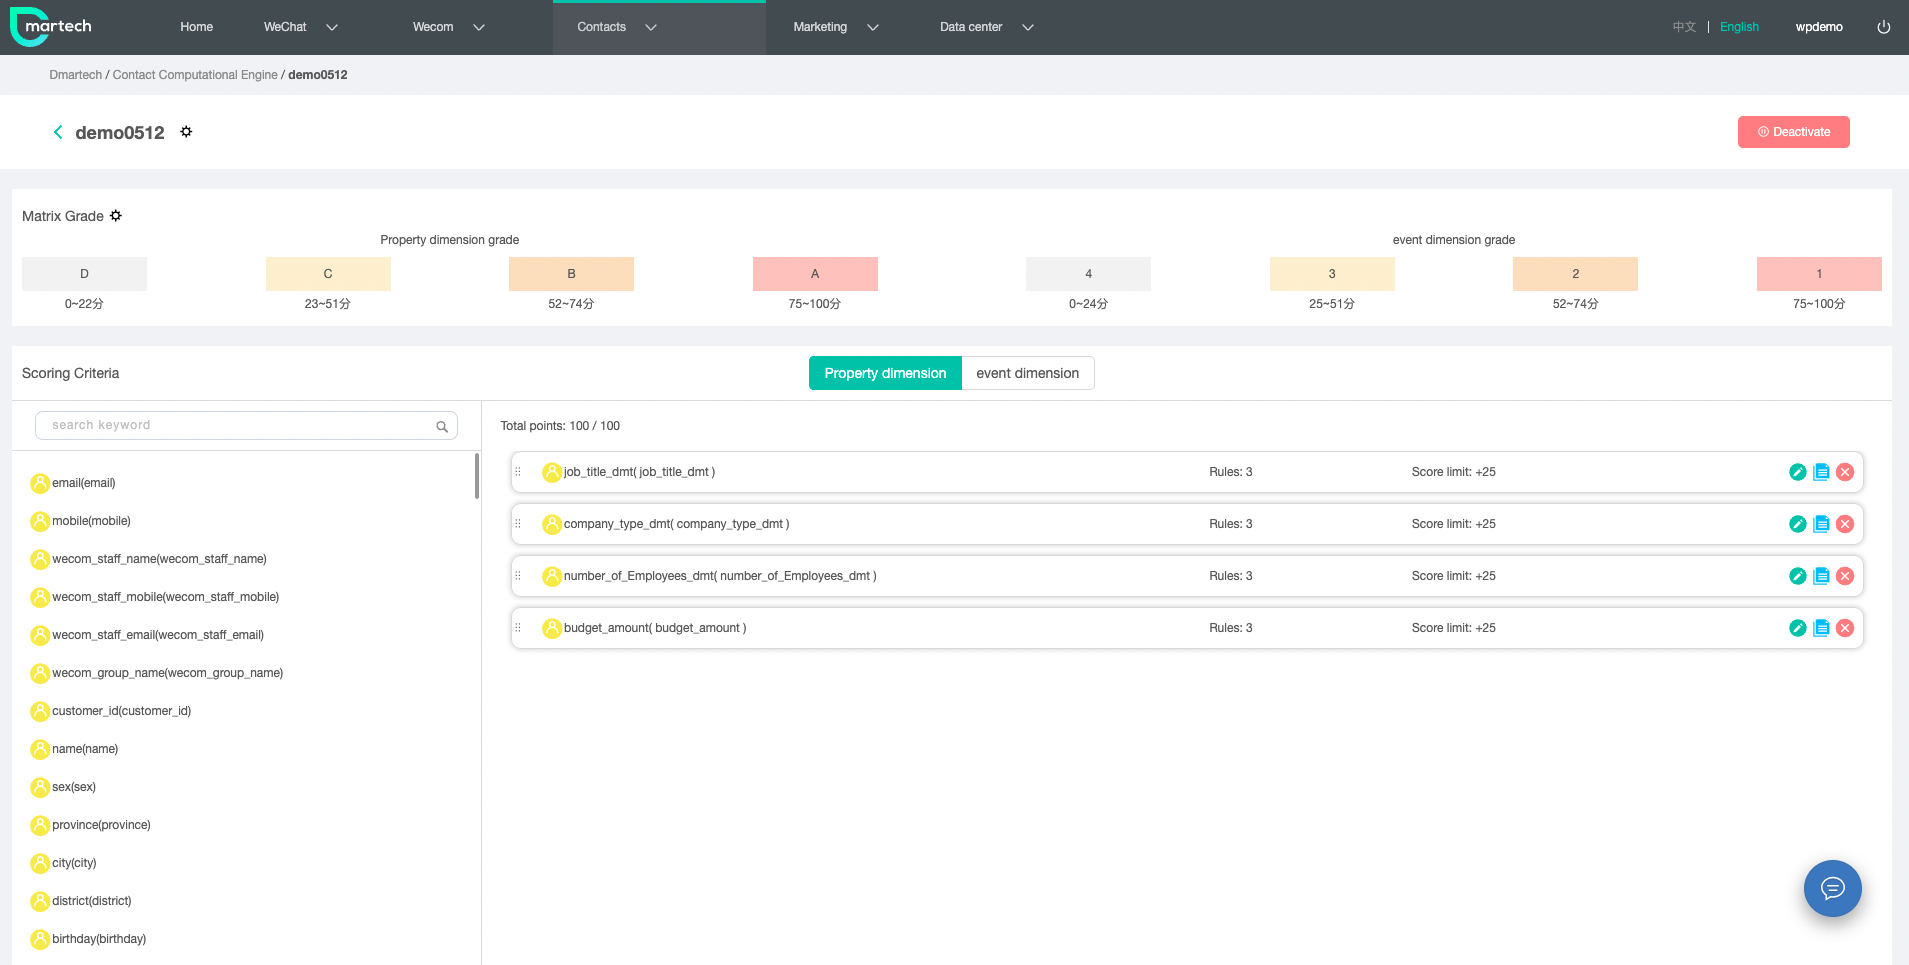 martech
Home
WeChat
Wecom
Contacts
Marketing
Data center
中文 | English
wpdemo
Dmartech / Contact Computational Engine / demo0512
demo0512
Deactivate
Matrix Grade
Property dimension grade
event dimension grade
D
C
B
A
4
3
2
1
0~22分
23~51分
52~74分
75~100分
0~24分
25~51分
52~74分
75~100分
Scoring Criteria
Property dimension
event dimension
search keyword
Total points: 100 / 100
job_title_dmt( job_title_dmt )
Rules: 3
Score limit: +25
company_type_dmt( company_type_dmt )
Rules: 3
Score limit: +25
number_of_Employees_dmt( number_of_Employees_dmt )
Rules: 3
Score limit: +25
budget_amount( budget_amount )
Rules: 3
Score limit: +25
email(email)
mobile(mobile)
wecom_staff_name(wecom_staff_name)
wecom_staff_mobile(wecom_staff_mobile)
wecom_staff_email(wecom_staff_email)
wecom_group_name(wecom_group_name)
customer_id(customer_id)
name(name)
sex(sex)
province(province)
city(city)
district(district)
birthday(birthday)